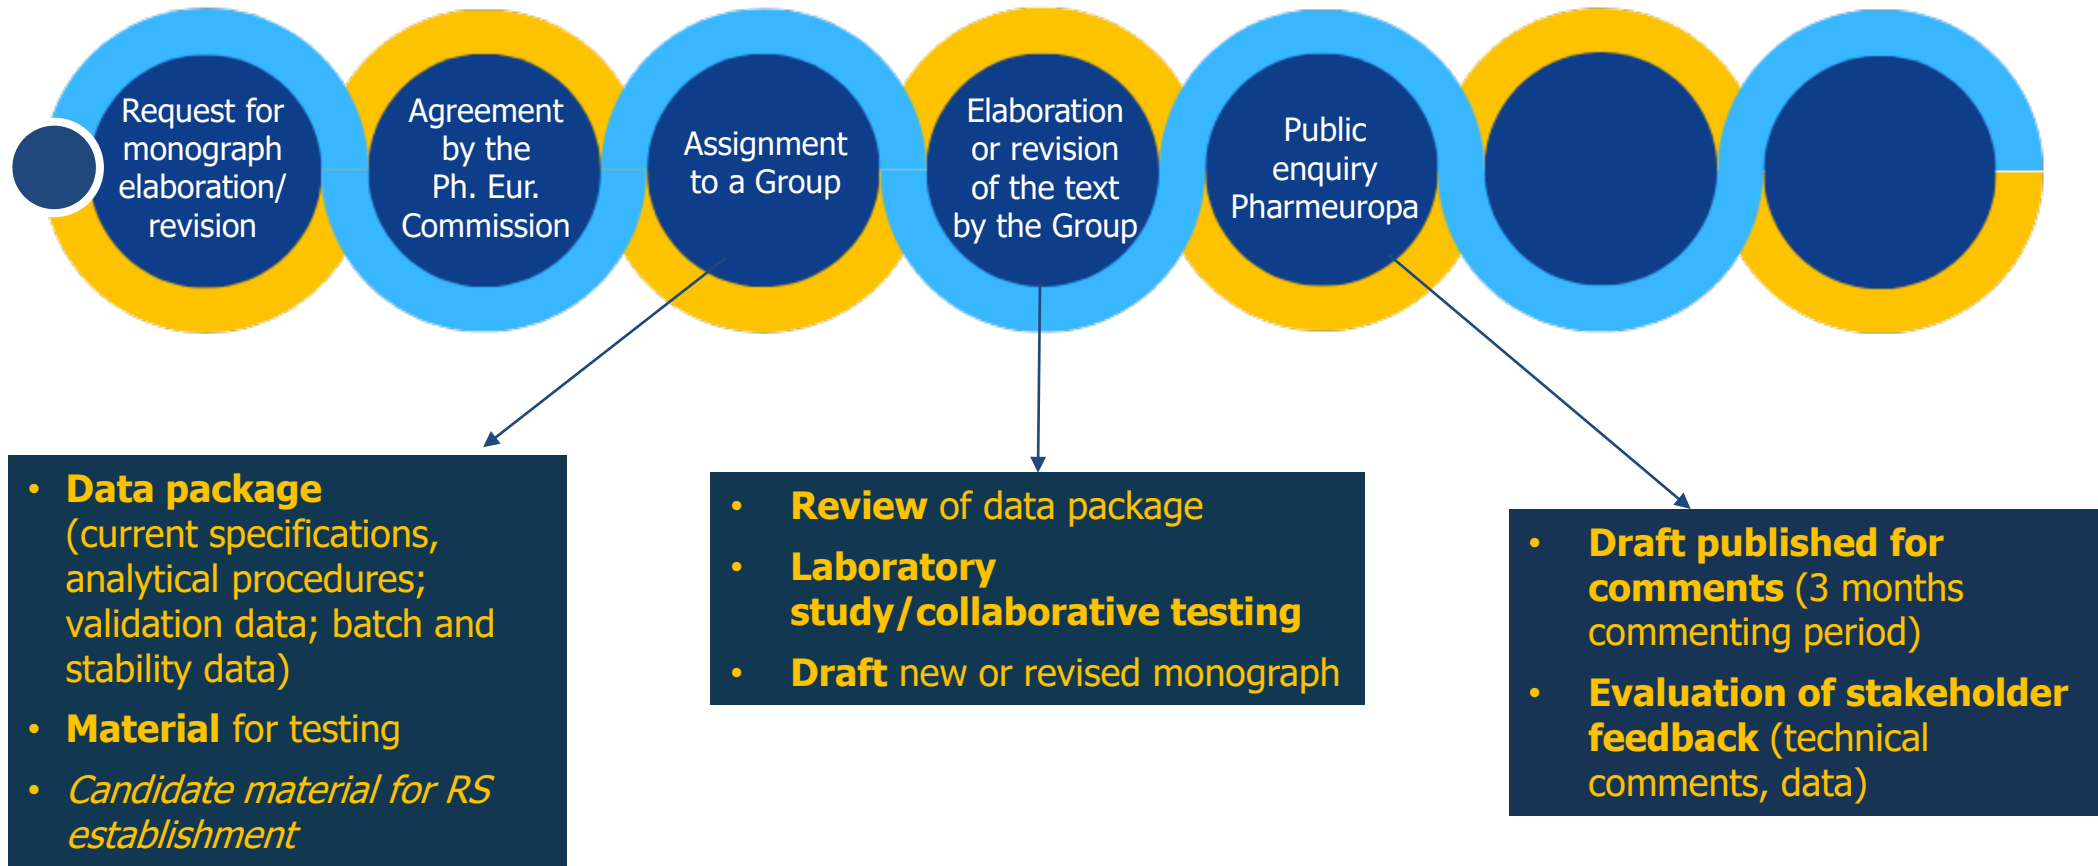 Request for
monograph
elaboration/
revision
Agreement
by the
Ph. Eur.
Commission
Assignment
to a Group
Elaboration
or revision
of the text
by the Group
Public
enquiry
Pharmeuropa
• Data package
(current specifications,
analytical procedures;
validation data; batch and
stability data)
• Material for testing
• Candidate material for RS
establishment
• Review of data package
• Laboratory
study/collaborative testing
• Draft new or revised monograph
• Draft published for
comments (3 months
commenting period)
• Evaluation of stakeholder
feedback (technical
comments, data)